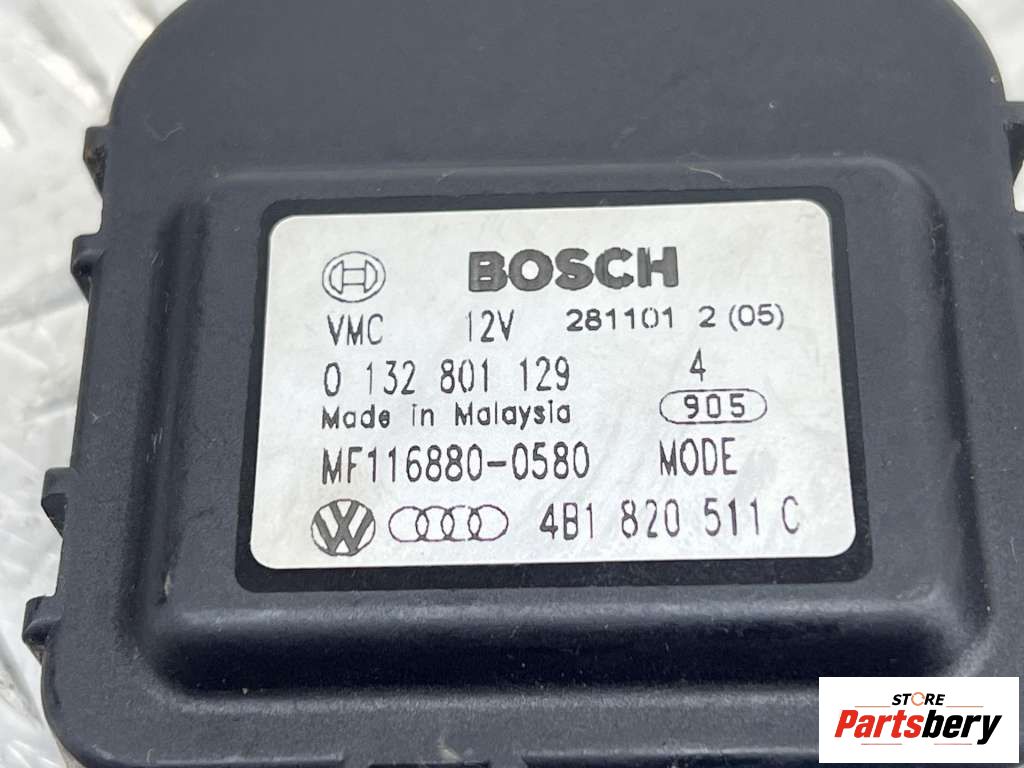 BOSCH
VMC 12V 281101 2 (05)
0 132 801 129 4
Made in Malaysia 905
MF116880-0580 MODE
4B1 820 511 C
STORE
Partsbery